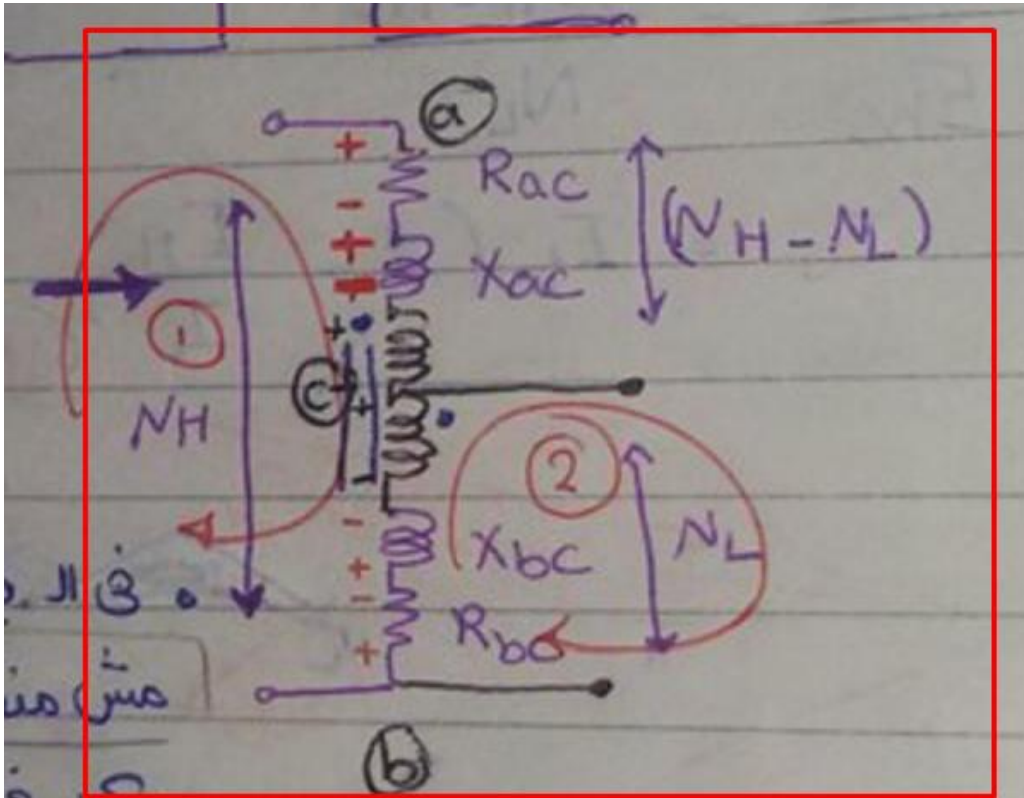 a
+
Rac
-
(NH - NL)
+
Xac
-
1
+
C
+
NH
2
-
-
Xbc
NL
+
-
Rbc
+
b